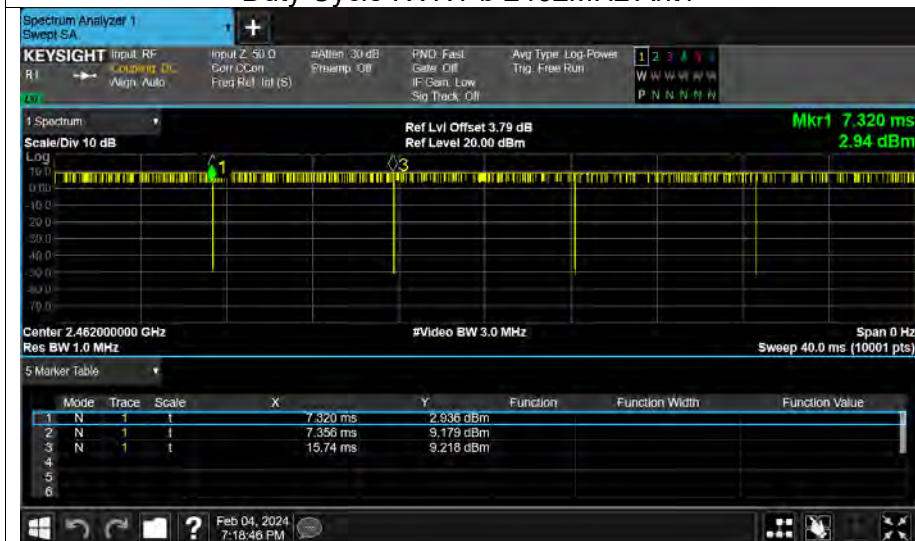 Spectrum Analyzer 1
Swept SA
+
KEYSIGHT Input: RF Input Z: 50 Ω #Atten: 30 dB PNO: Fast Avg Type: Log-Power 1 2 3 4 5 6
Coupling: DC Corr CCorr Preamp: Off Gate: Off Trig: Free Run W W W W W W
Align: Auto Freq Ref: Int (S) IF Gain: Low
Sig Track: Off P N N N N N
1 Spectrum Ref Lvl Offset 3.79 dB Mkr1 7.320 ms
Scale/Div 10 dB Ref Level 20.00 dBm 2.94 dBm
Log
1 3
10.0
0.00
-10.0
-20.0
-30.0
-40.0
-50.0
-60.0
-70.0
Center 2.462000000 GHz #Video BW 3.0 MHz Span 0 Hz
Res BW 1.0 MHz Sweep 40.0 ms (10001 pts)
5 Marker Table
Mode Trace Scale X Y Function Function Width Function Value
1 N 1 t 7.320 ms 2.936 dBm
2 N 1 t 7.356 ms 9.179 dBm
3 N 1 t 15.74 ms 9.218 dBm
4
5
6
? Feb 04, 2024
7:18:46 PM